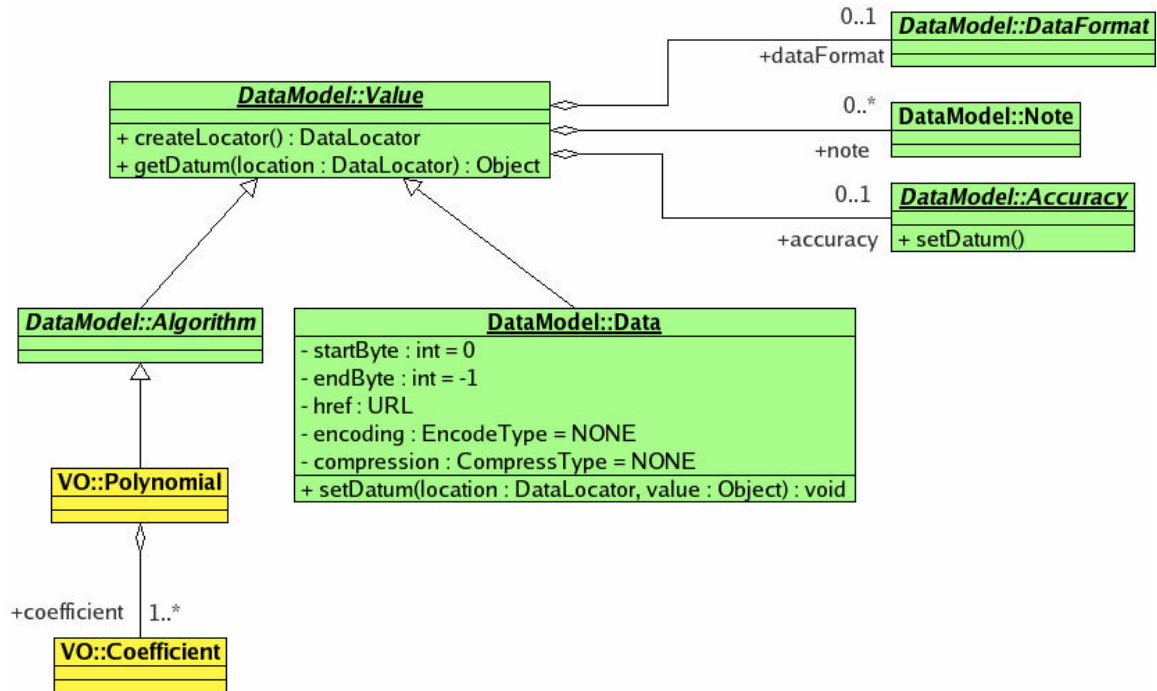 0..1
DataModel::DataFormat
+dataFormat
DataModel::Value
+ createLocator() : DataLocator
+ getDatum(location : DataLocator) : Object
0..*
DataModel::Note
+note
0..1
DataModel::Accuracy
+accuracy
+ setDatum()
DataModel::Algorithm
DataModel::Data
- startByte : int = 0
- endByte : int = -1
- href : URL
- encoding : EncodeType = NONE
- compression : CompressType = NONE
+ setDatum(location : DataLocator, value : Object) : void
VO::Polynomial
+coefficient
1..*
VO::Coefficient